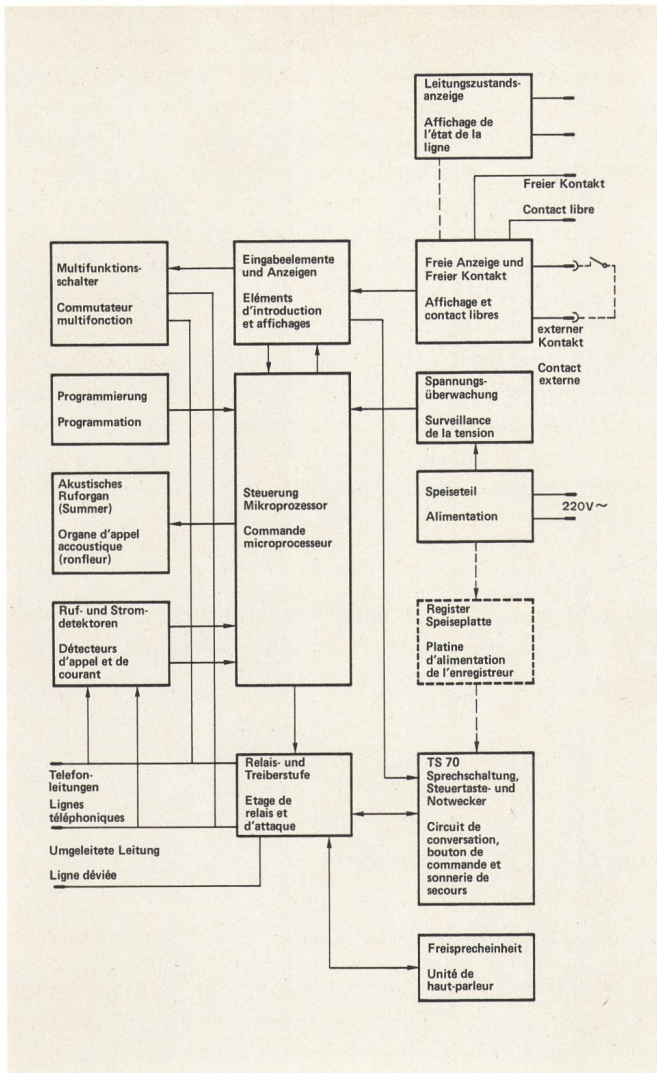 Leitungszustands-
anzeige
Affichage de
l'état de la
ligne
Freier Kontakt
Contact libre
Multifunktions-
schalter
Commutateur
multifonction
Eingabeelemente
und Anzeigen
Eléments
d'introduction
et affichages
Freie Anzeige und
Freier Kontakt
Affichage et
contact libres
externer
Kontakt
Contact
externe
Programmierung
Programmation
Spannungs-
überwachung
Surveillance
de la tension
Akustisches
Ruforgan
(Summer)
Organe d'appel
accoustique
(ronfleur)
Steuerung
Mikroprozessor
Commande
microprocesseur
Speiseteil
Alimentation
220V~
Ruf- und Strom-
detektoren
Détecteurs
d'appel et de
courant
Register
Speiseplatte
Platine
d'alimentation
de l'enregistreur
Telefon-
leitungen
Lignes
téléphoniques
Umgeleitete Leitung
Ligne déviée
Relais- und
Treiberstufe
Etage de
relais et
d'attaque
TS 70
Sprechschaltung,
Steuertaste- und
Notwecker
Circuit de
conversation,
bouton de
commande et
sonnerie de
secours
Freisprecheinheit
Unité de
haut-parleur